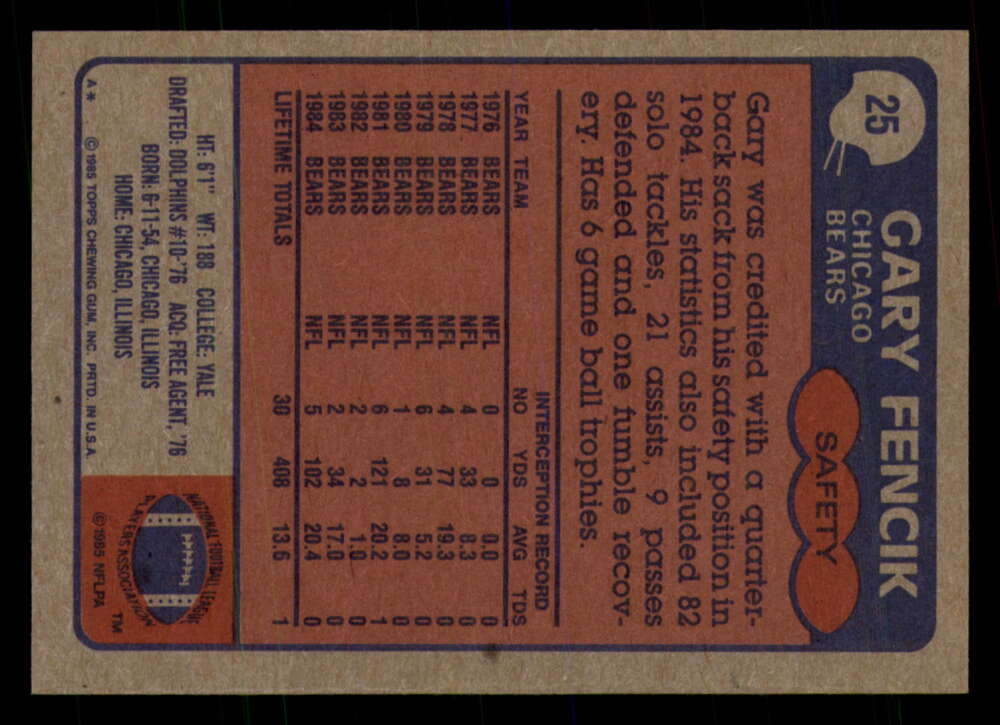 25
GARY FENCIK
CHICAGO
BEARS
SAFETY
Gary was credited with a quarter-
back sack from his safety position in
1984. His statistics also included 82
solo tackles, 21 assists, 9 passes
defended and one fumble recov-
ery. Has 6 game ball trophies.
INTERCEPTION RECORD
YEAR TEAM NO YDS AVG TDS
1976 BEARS NFL 0 0 0.0 0
1977 BEARS NFL 4 33 8.3 0
1978 BEARS NFL 4 77 19.3 0
1979 BEARS NFL 6 31 5.2 0
1980 BEARS NFL 1 8 8.0 0
1981 BEARS NFL 6 121 20.2 1
1982 BEARS NFL 2 2 1.0 0
1983 BEARS NFL 2 34 17.0 0
1984 BEARS NFL 5 102 20.4 0
LIFETIME TOTALS 30 408 13.6 1
HT: 6'1" WT: 188 COLLEGE: YALE
DRAFTED: DOLPHINS #10-'76 ACQ: FREE AGENT, '76
BORN: 6-11-54, CHICAGO, ILLINOIS
HOME: CHICAGO, ILLINOIS
A* © 1985 TOPPS CHEWING GUM, INC. PRTD. IN U.S.A.
NATIONAL FOOTBALL LEAGUE
PLAYERS ASSOCIATION
TM
© 1985 NFLPA